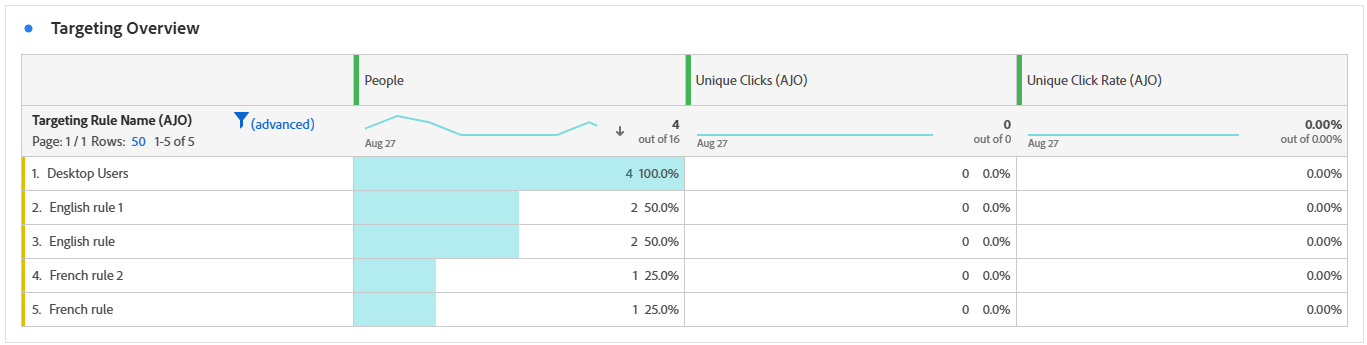 Targeting Overview
People Unique Clicks (AJO) Unique Click Rate (AJO)
Targeting Rule Name (AJO) (advanced) 4 0 0.00%
Page: 1 / 1 Rows: 50 1-5 of 5 Aug 27 out of 16 Aug 27 out of 0 Aug 27 out of 0.00%
1. Desktop Users 4 100.0% 0 0.0% 0.00%
2. English rule 1 2 50.0% 0 0.0% 0.00%
3. English rule 2 50.0% 0 0.0% 0.00%
4. French rule 2 1 25.0% 0 0.0% 0.00%
5. French rule 1 25.0% 0 0.0% 0.00%